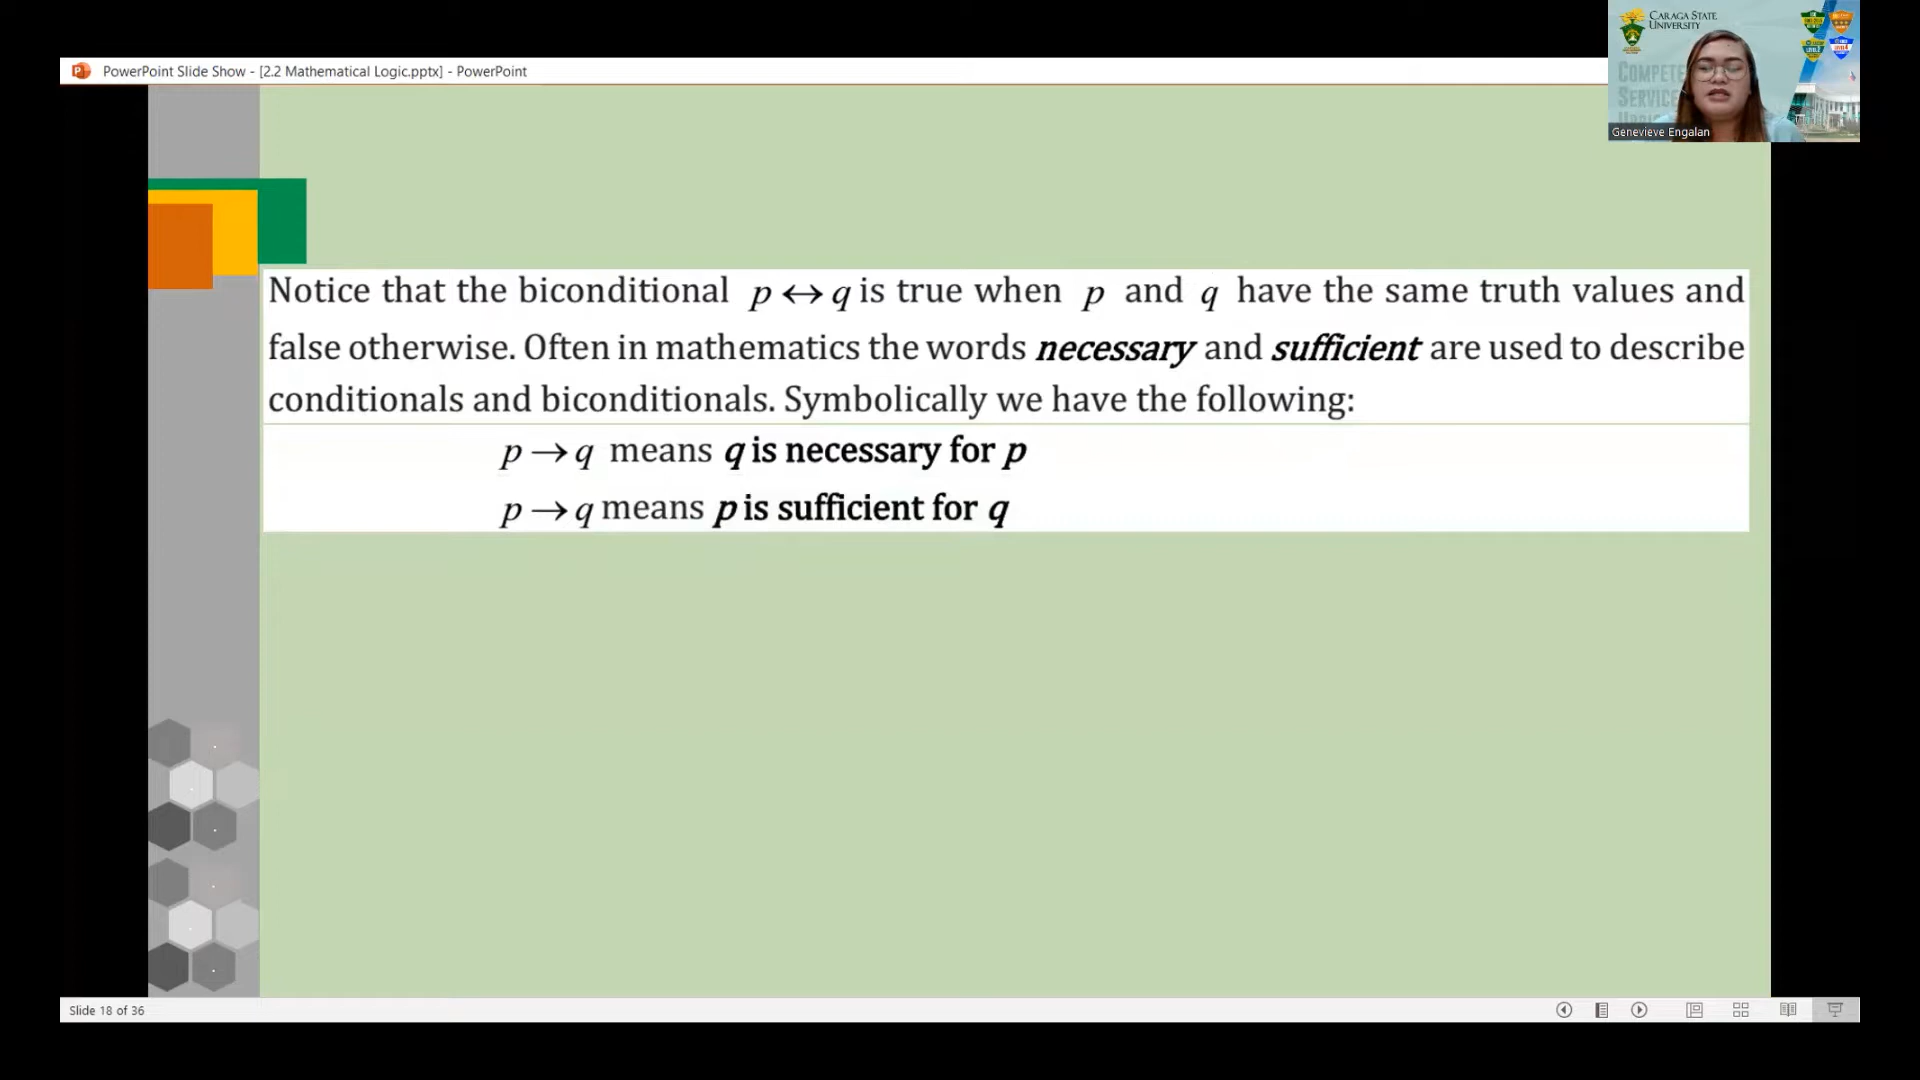 CARAGA STATE
UNIVERSITY
COMPETE
SERVICE
Genevieve Engalan
PowerPoint Slide Show - [2.2 Mathematical Logic.pptx] - PowerPoint
Notice that the biconditional p ↔ q is true when p and q have the same truth values and
false otherwise. Often in mathematics the words necessary and sufficient are used to describe
conditionals and biconditionals. Symbolically we have the following:
p → q means q is necessary for p
p → q means p is sufficient for q
Slide 18 of 36